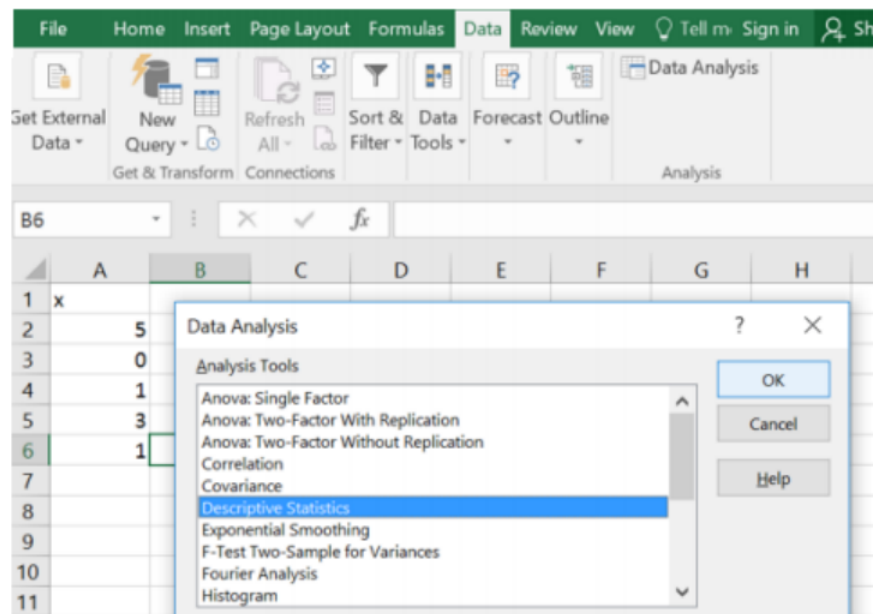 File Home Insert Page Layout Formulas Data Review View Tell m Sign in Sh
Get External Data
New Query
Get & Transform
Refresh All
Connections
Sort & Filter
Data Tools
Forecast
Outline
Data Analysis
Analysis
B6 fx
A B C D E F G H
1 x
2 5
3 0
4 1
5 3
6 1
7
8
9
10
11
Data Analysis ?
Analysis Tools
Anova: Single Factor
Anova: Two-Factor With Replication
Anova: Two-Factor Without Replication
Correlation
Covariance
Descriptive Statistics
Exponential Smoothing
F-Test Two-Sample for Variances
Fourier Analysis
Histogram
OK
Cancel
Help